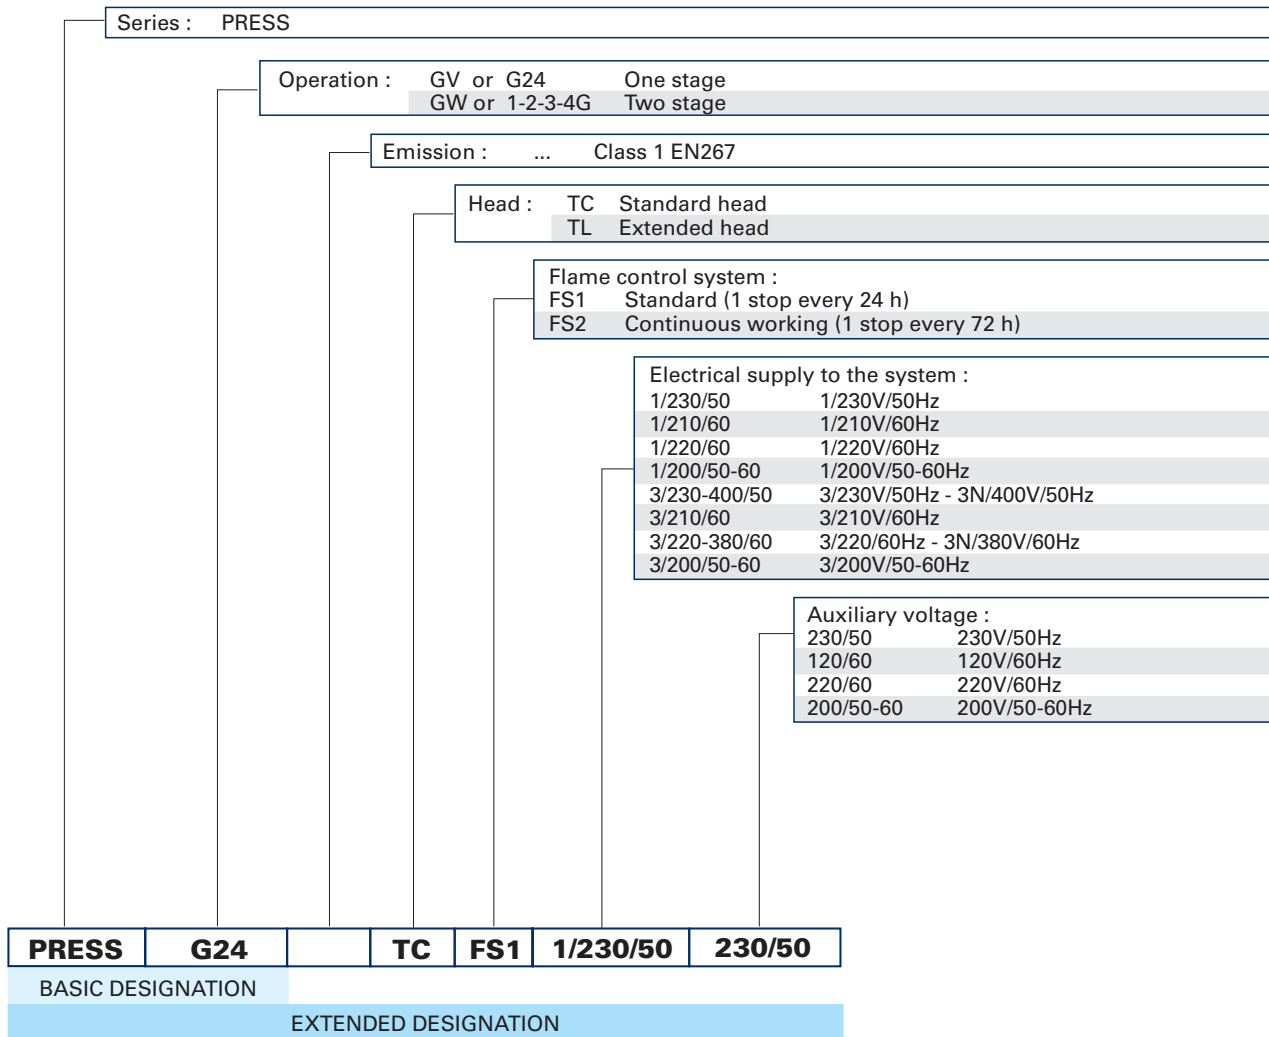 Series : PRESS
Operation : GV or G24 One stage
GW or 1-2-3-4G Two stage
Emission : ... Class 1 EN267
Head : TC Standard head
TL Extended head
Flame control system :
FS1 Standard (1 stop every 24 h)
FS2 Continuous working (1 stop every 72 h)
Electrical supply to the system :
1/230/50 1/230V/50Hz
1/210/60 1/210V/60Hz
1/220/60 1/220V/60Hz
1/200/50-60 1/200V/50-60Hz
3/230-400/50 3/230V/50Hz - 3N/400V/50Hz
3/210/60 3/210V/60Hz
3/220-380/60 3/220/60Hz - 3N/380V/60Hz
3/200/50-60 3/200V/50-60Hz
Auxiliary voltage :
230/50 230V/50Hz
120/60 120V/60Hz
220/60 220V/60Hz
200/50-60 200V/50-60Hz
PRESS G24 TC FS1 1/230/50 230/50
BASIC DESIGNATION
EXTENDED DESIGNATION